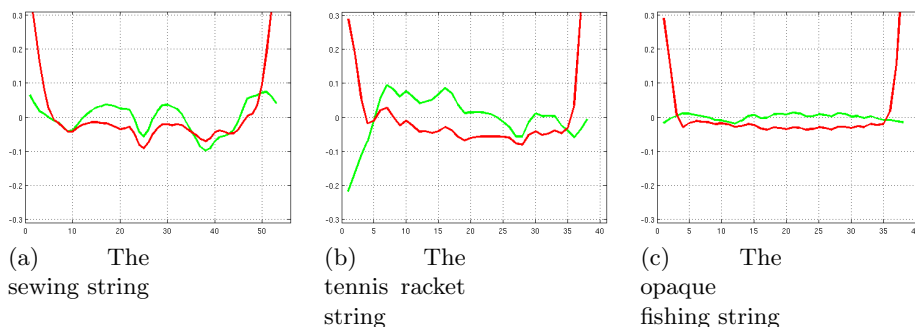 0.3 0.3 0.3
0.2 0.2 0.2
0.1 0.1 0.1
0 0 0
-0.1 -0.1 -0.1
-0.2 -0.2 -0.2
-0.3 -0.3 -0.3
0 10 20 30 40 50 0 5 10 15 20 25 30 35 40 0 5 10 15 20 25 30 35 40
(a) The
sewing string
(b) The
tennis racket
string
(c) The
opaque
fishing string